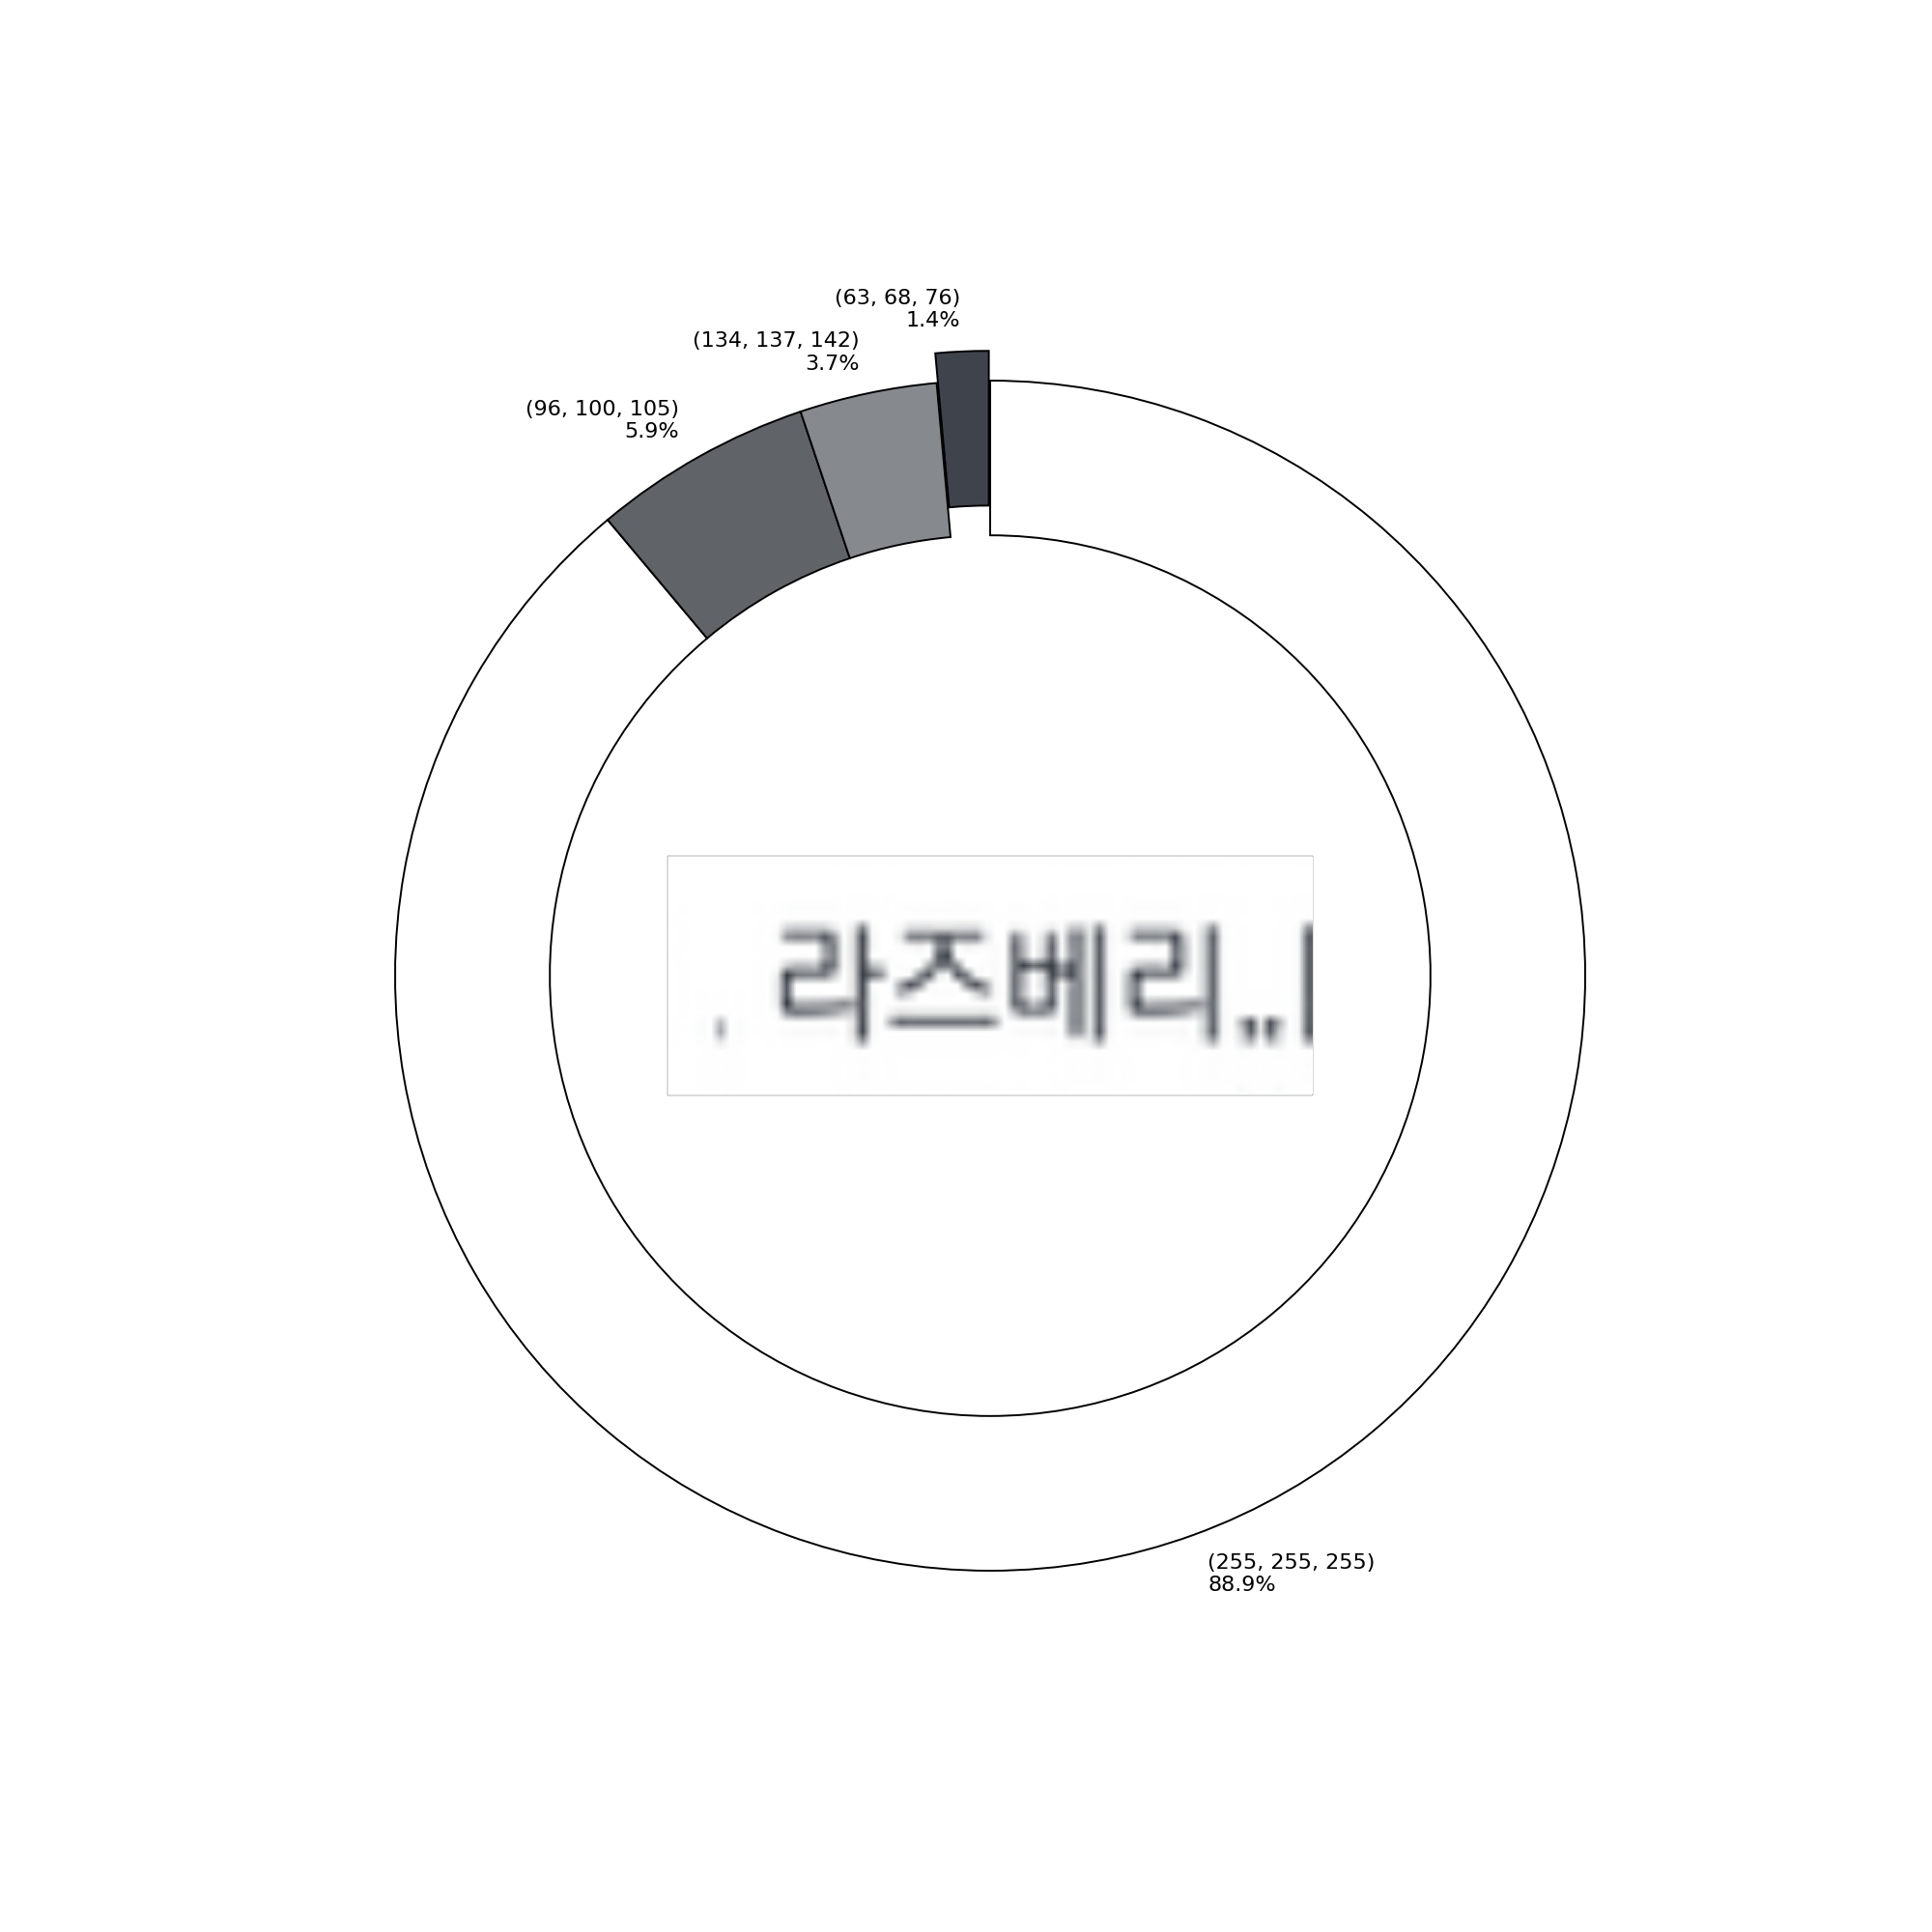 (63, 68, 76)
1.4%
(134, 137, 142)
3.7%
(96, 100, 105)
5.9%
, 라즈베리,,
(255, 255, 255)
88.9%